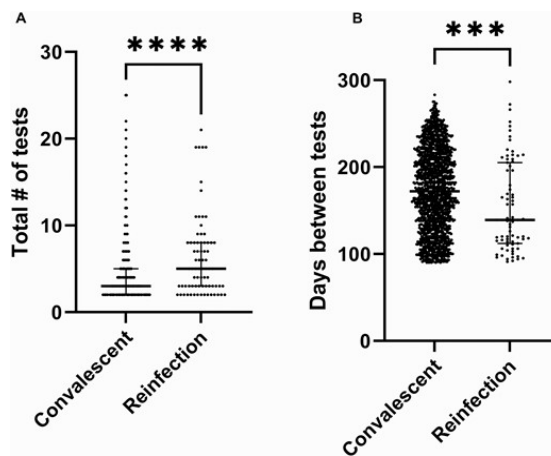 A
****
Total # of tests
30
20
10
0
Convalescent
Reinfection
B
***
Days between tests
300
200
100
0
Convalescent
Reinfection